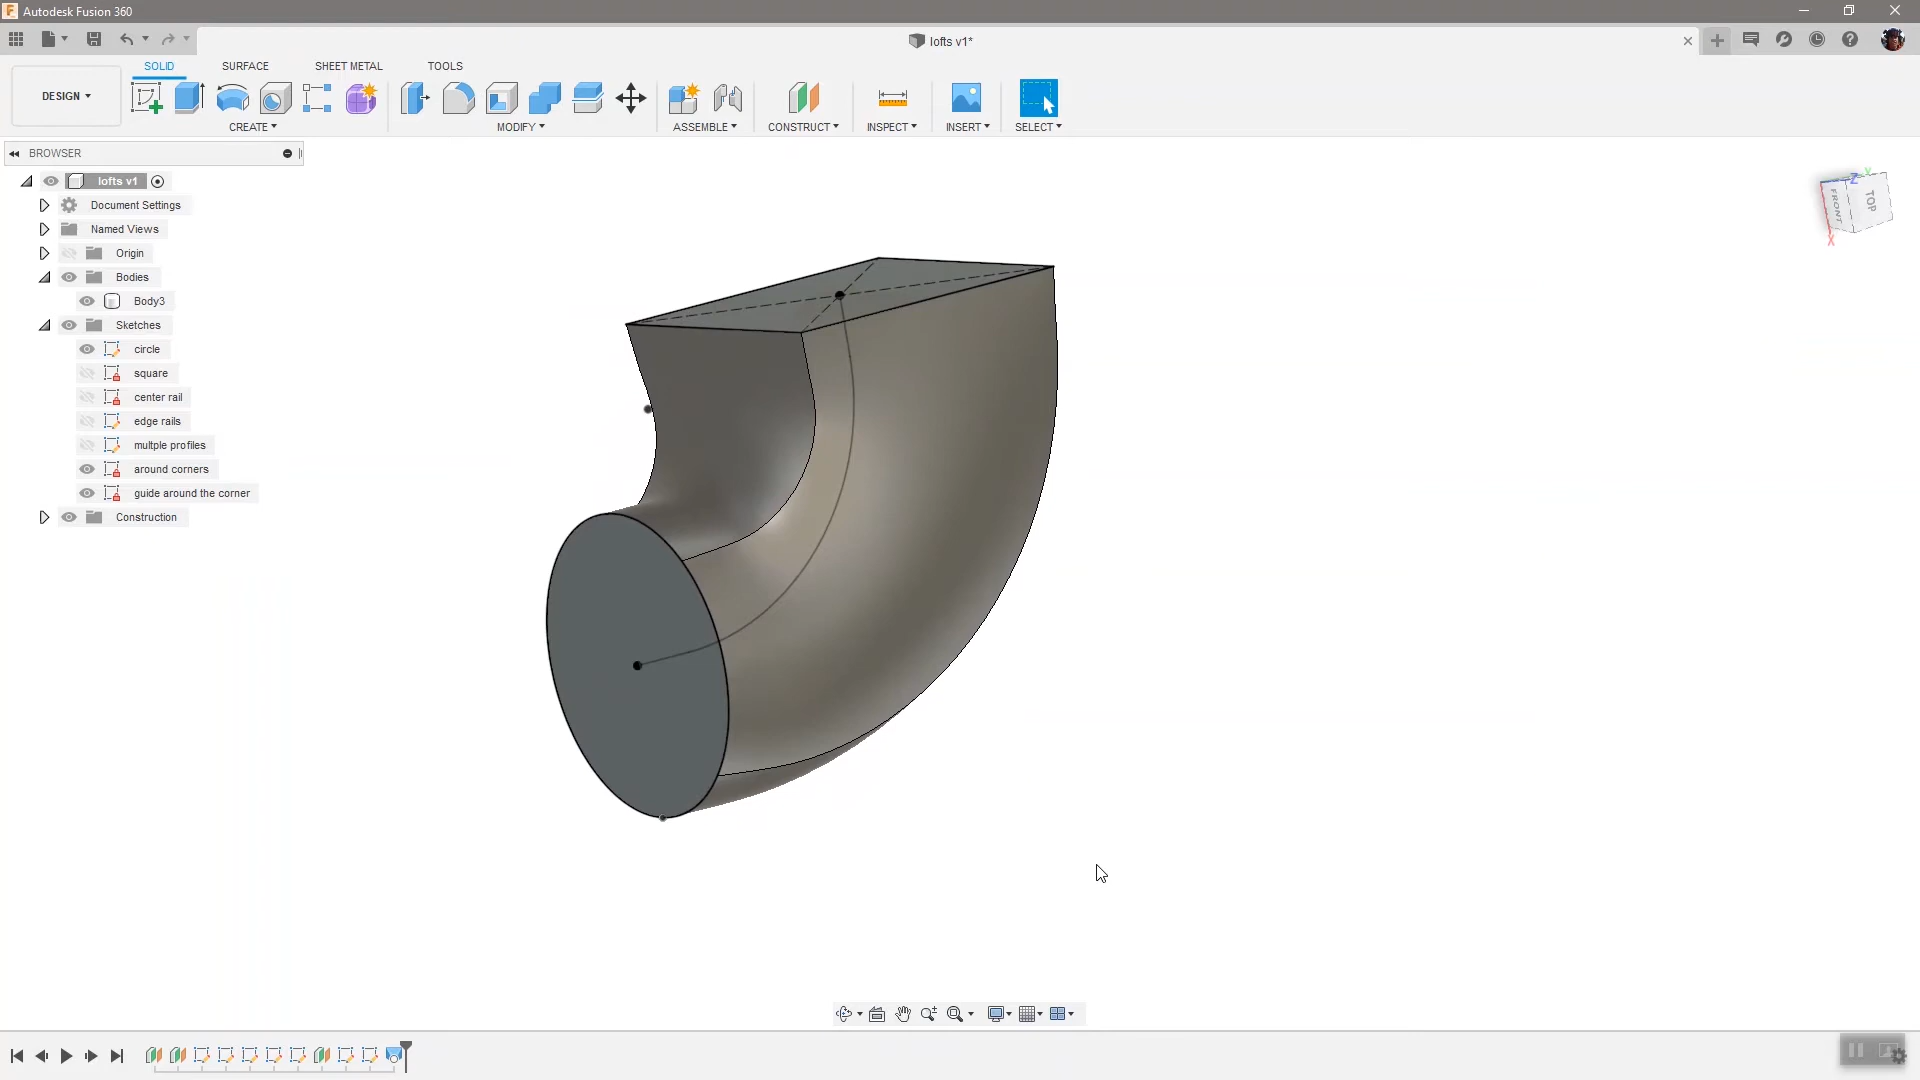 Autodesk Fusion 360
lofts v1*
DESIGN
SOLID
SURFACE
SHEET METAL
TOOLS
CREATE
MODIFY
ASSEMBLE
CONSTRUCT
INSPECT
INSERT
SELECT
BROWSER
lofts v1
Document Settings
Named Views
Origin
Bodies
Body3
Sketches
circle
square
center rail
edge rails
multple profiles
around corners
guide around the corner
Construction
Z
Y
FRONT
TOP
X